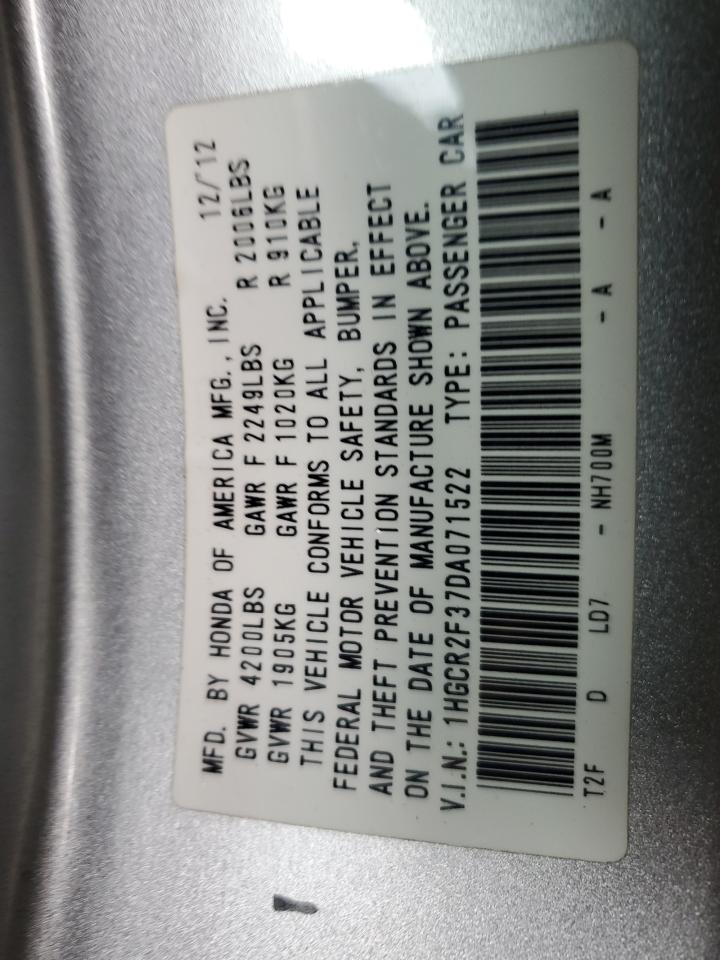 MFD. BY HONDA OF AMERICA MFG., INC. 12/12
GVWR 4200LBS GAWR F 2249LBS R 2006LBS
GVWR 1905KG GAWR F 1020KG R 910KG
THIS VEHICLE CONFORMS TO ALL APPLICABLE
FEDERAL MOTOR VEHICLE SAFETY, BUMPER,
AND THEFT PREVENTION STANDARDS IN EFFECT
ON THE DATE OF MANUFACTURE SHOWN ABOVE.
V.I.N.: 1HGCR2F37DA071522 TYPE: PASSENGER CAR
T2F D LD7 - NH700M - A - A